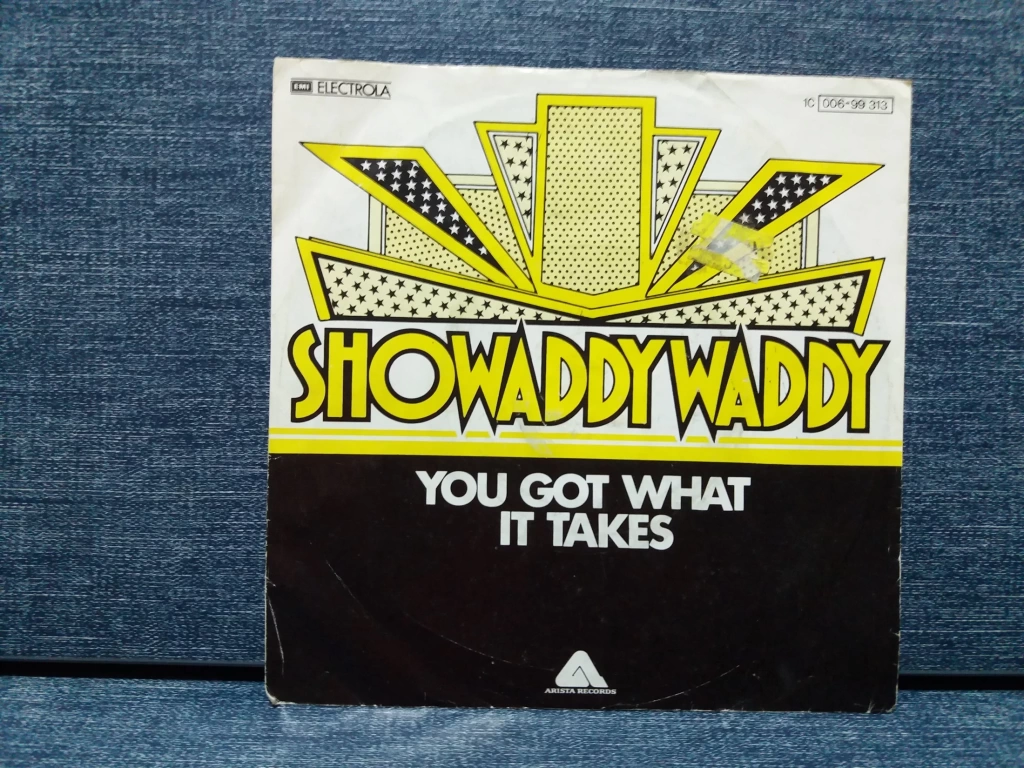 EMI ELECTROLA
1C 006-99 313
SHOWADDYWADDY
YOU GOT WHAT
IT TAKES
ARISTA RECORDS